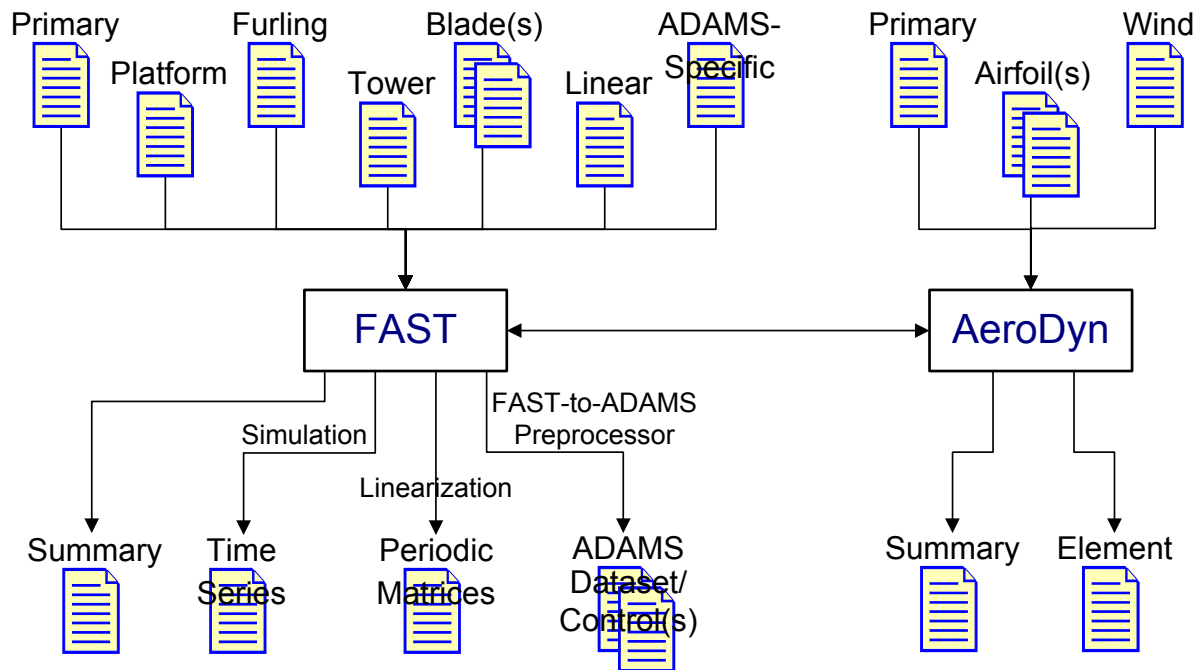 Primary
Furling
Blade(s)
ADAMS-
Specific
Primary
Wind
Platform
Tower
Linear
Airfoil(s)
FAST
AeroDyn
Simulation
FAST-to-ADAMS
Preprocessor
Linearization
Summary
Time
Series
Periodic
Matrices
ADAMS
Dataset/
Control(s)
Summary
Element